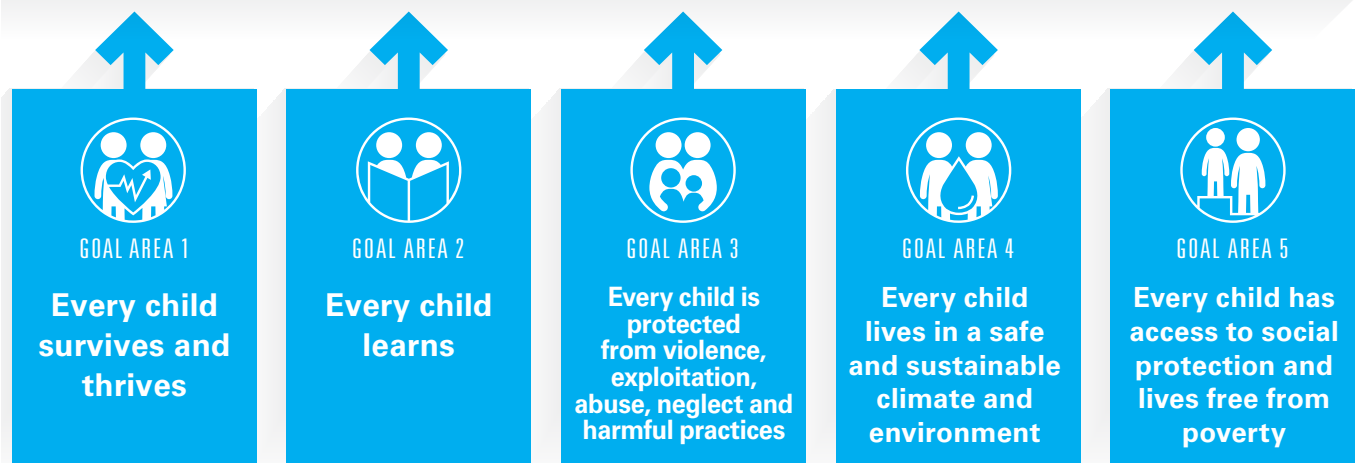 GOAL AREA 1
Every child
survives and
thrives
GOAL AREA 2
Every child
learns
GOAL AREA 3
Every child is
protected
from violence,
exploitation,
abuse, neglect and
harmful practices
GOAL AREA 4
Every child
lives in a safe
and sustainable
climate and
environment
GOAL AREA 5
Every child has
access to social
protection and
lives free from
poverty